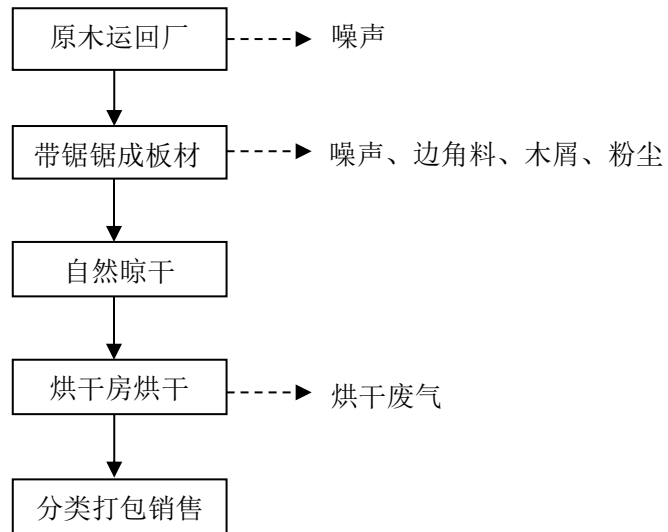 原木运回厂
噪声
带锯锯成板材
噪声、边角料、木屑、粉尘
自然晾干
烘干房烘干
烘干废气
分类打包销售